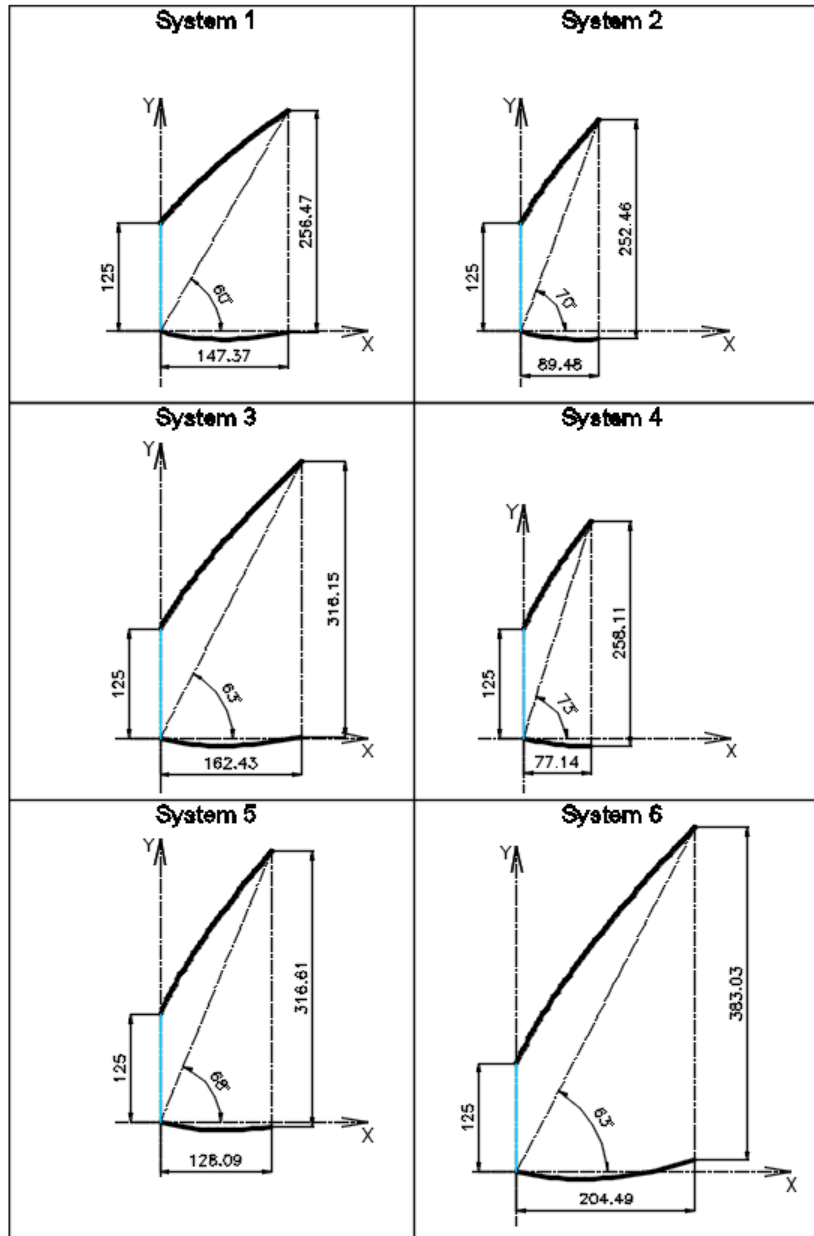 System 1
Y
256.47
125
60°
X
147.37
System 2
Y
252.46
125
70°
X
89.48
System 3
Y
318.15
125
63°
X
162.43
System 4
Y
258.11
125
73°
X
77.14
System 5
Y
316.61
125
68°
X
128.09
System 6
Y
383.03
125
63°
X
204.49